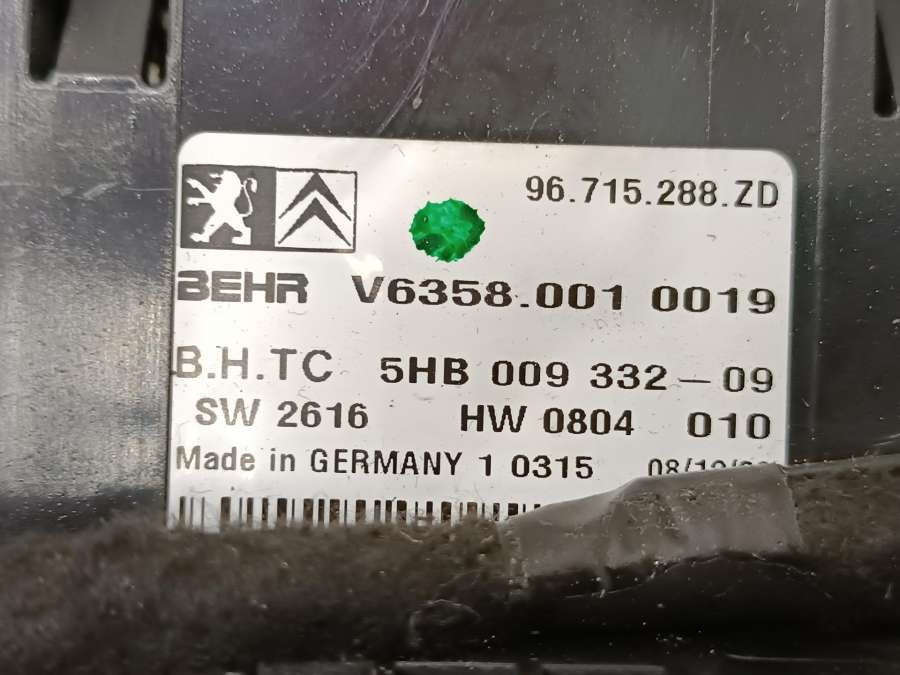 96.715.288.ZD
BEHR V6358.001 0019
B.H.TC 5HB 009 332-09
SW 2616 HW 0804 010
Made in GERMANY 1 0315